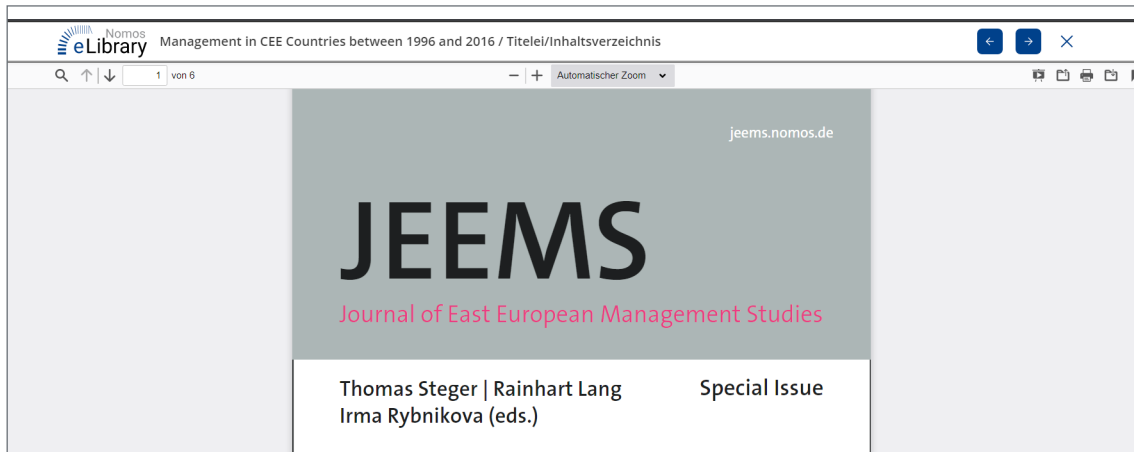 Nomos
eLibrary
Management in CEE Countries between 1996 and 2016 / Titelei/Inhaltsverzeichnis
1 von 6
Automatischer Zoom
jeems.nomos.de
JEEMS
Journal of East European Management Studies
Thomas Steger | Rainhart Lang
Irma Rybnikova (eds.)
Special Issue